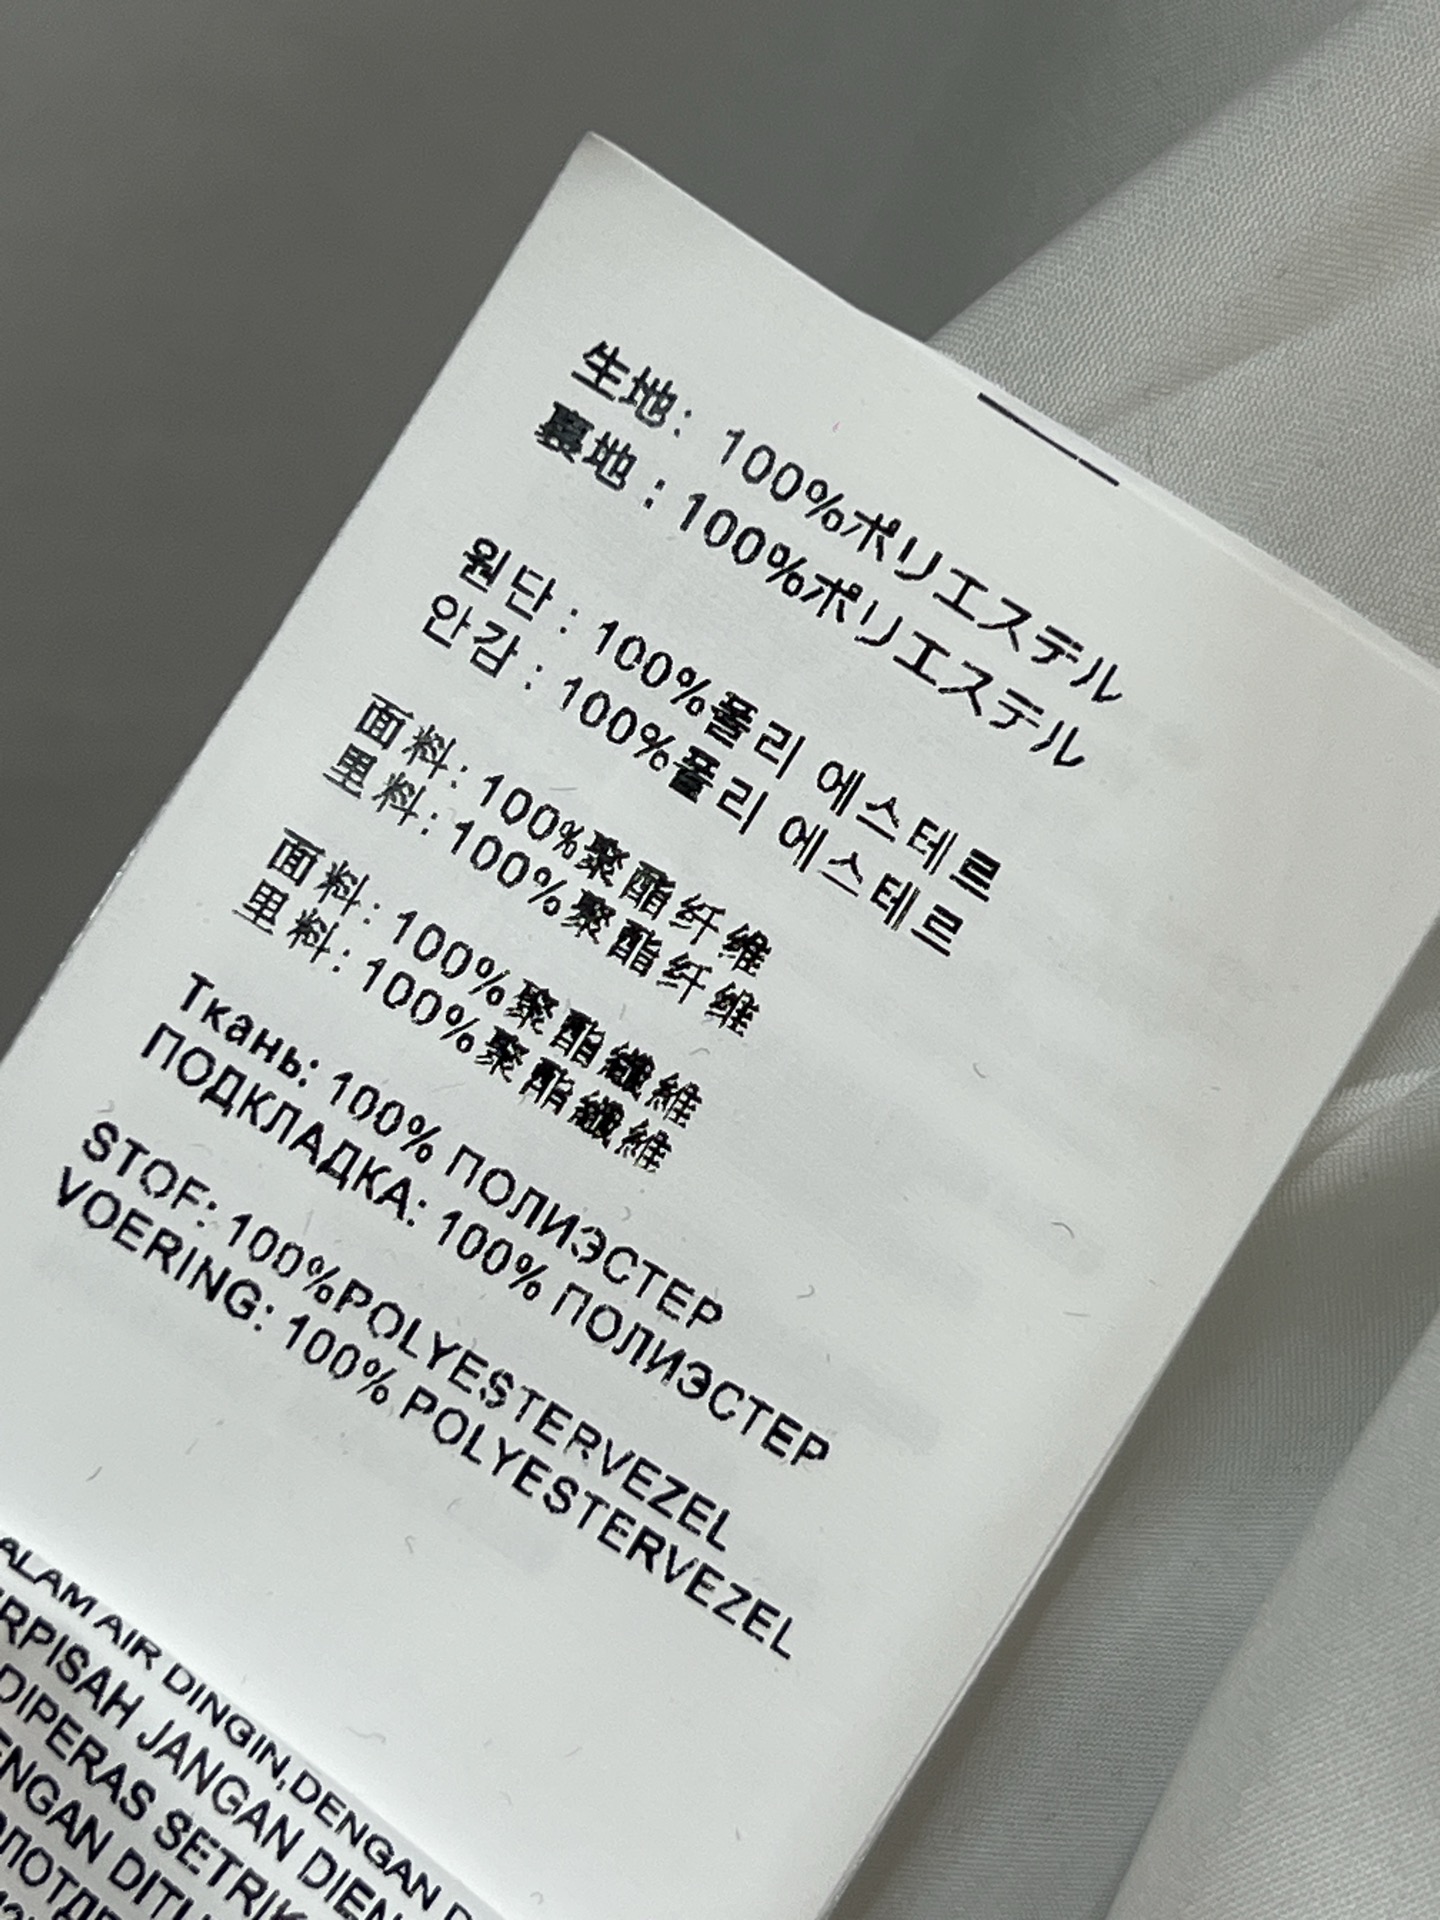 生地: 100%ポリエステル
裏地: 100%ポリエステル
원단: 100%폴리 에스테르
안감: 100%폴리 에스테르
面料: 100%聚酯纤维
里料: 100%聚酯纤维
面料: 100%聚酯纖維
里料: 100%聚酯纖維
Ткань: 100% ПОЛИЭСТЕР
ПОДКЛАДКА: 100% ПОЛИЭСТЕР
STOF: 100%POLYESTERVEZEL
VOERING: 100% POLYESTERVEZEL
ALAM AIR DINGIN,DENGAN
ERPISAH JANGAN DIEN
DIPERAS SETRIK
ENGAN DITU